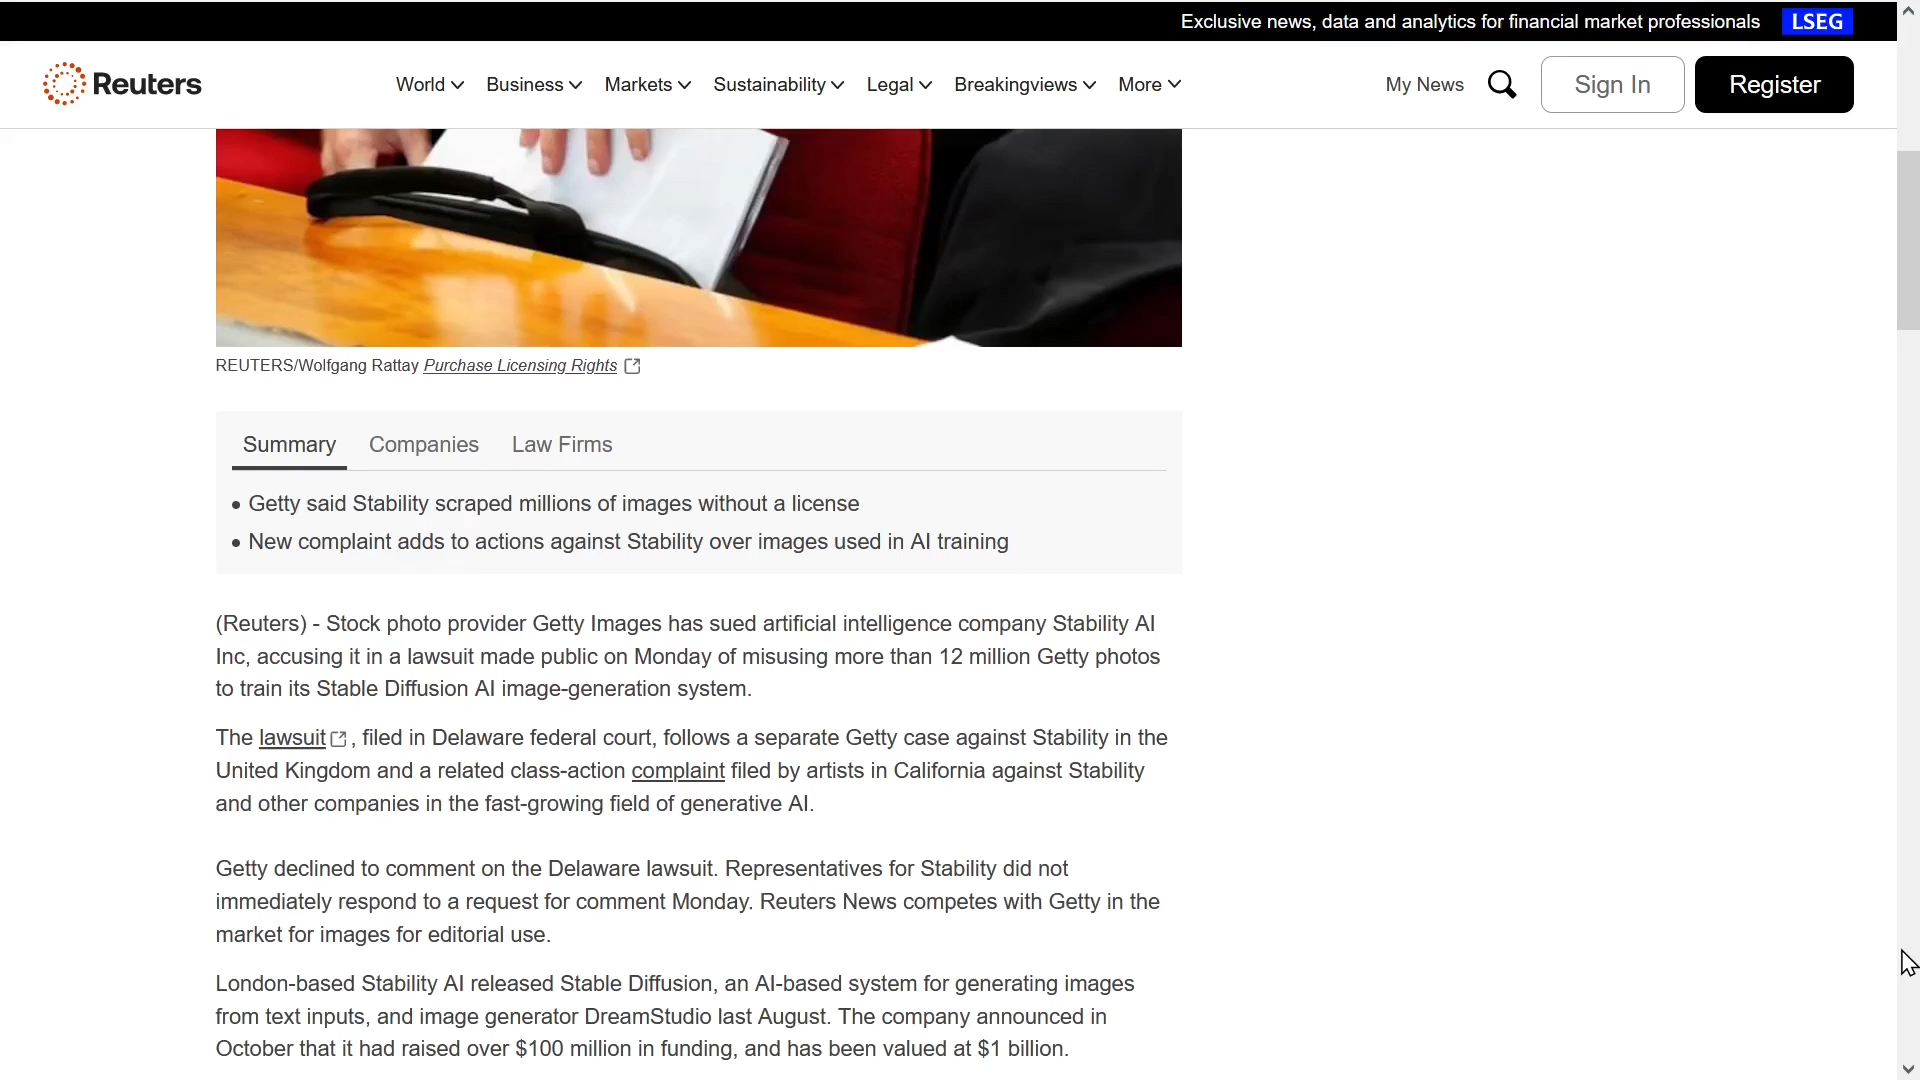 Exclusive news, data and analytics for financial market professionals LSEG
Reuters World Business Markets Sustainability Legal Breakingviews More My News Sign In Register
REUTERS/Wolfgang Rattay Purchase Licensing Rights
Summary Companies Law Firms
• Getty said Stability scraped millions of images without a license
• New complaint adds to actions against Stability over images used in AI training
(Reuters) - Stock photo provider Getty Images has sued artificial intelligence company Stability AI
Inc, accusing it in a lawsuit made public on Monday of misusing more than 12 million Getty photos
to train its Stable Diffusion AI image-generation system.
The lawsuit, filed in Delaware federal court, follows a separate Getty case against Stability in the
United Kingdom and a related class-action complaint filed by artists in California against Stability
and other companies in the fast-growing field of generative AI.
Getty declined to comment on the Delaware lawsuit. Representatives for Stability did not
immediately respond to a request for comment Monday. Reuters News competes with Getty in the
market for images for editorial use.
London-based Stability AI released Stable Diffusion, an AI-based system for generating images
from text inputs, and image generator DreamStudio last August. The company announced in
October that it had raised over $100 million in funding, and has been valued at $1 billion.